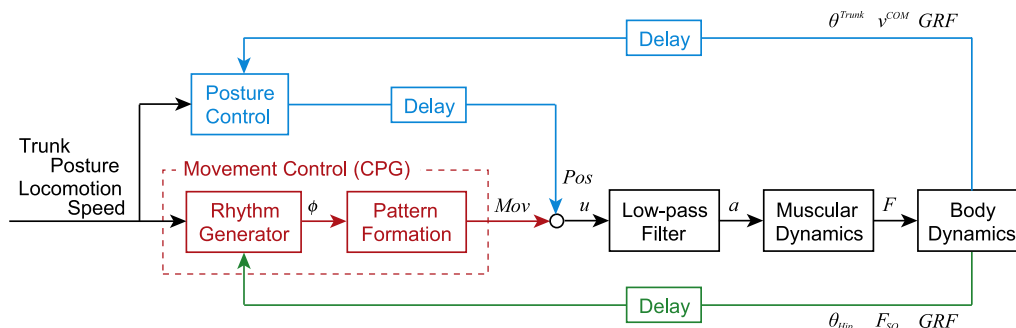 θ^Trunk v^COM GRF
Delay
Posture
Control
Delay
Trunk
Posture
Locomotion
Speed
Movement Control (CPG)
Pos
Rhythm
Generator
ϕ
Pattern
Formation
Mov
u
Low-pass
Filter
a
Muscular
Dynamics
F
Body
Dynamics
Delay
θ_Hip F_SO GRF